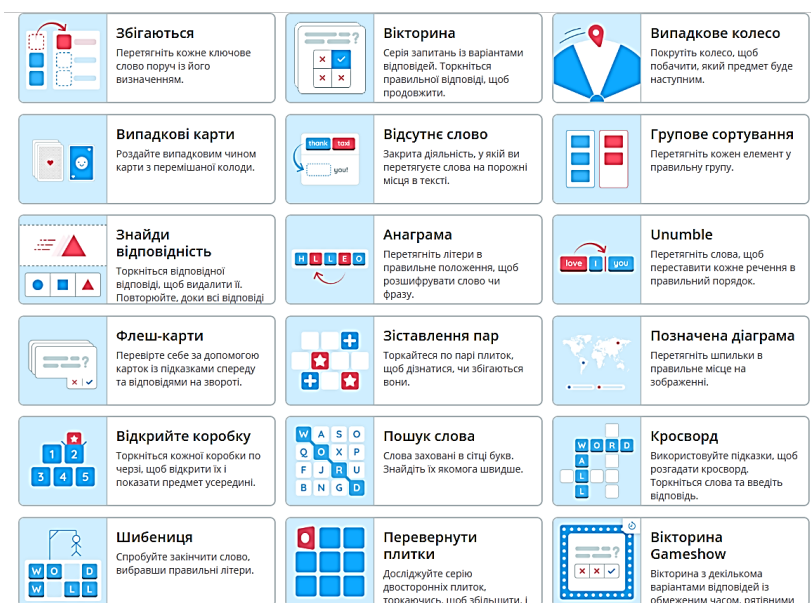 Збігаються
Перетягніть кожне ключове
слово поруч із його
визначенням.
?
Вікторина
Серія запитань із варіантами
відповідей. Торкніться
правильної відповіді, щоб
продовжити.
Випадкове колесо
Покрутіть колесо, щоб
побачити, який предмет буде
наступним.
Випадкові карти
Роздайте випадковим чином
карти з перемішаної колоди.
thank taxi
you!
Відсутнє слово
Закрита діяльність, у якій ви
перетягуєте слова на порожні
місця в тексті.
Групове сортування
Перетягніть кожен елемент у
правильну групу.
Знайди
відповідність
Торкніться відповідної
відповіді, щоб видалити її.
Повторюйте, доки всі відповіді
H L L E O
Анаграма
Перетягніть літери в
правильне положення, щоб
розшифрувати слово чи
фразу.
love I you
Unumble
Перетягніть слова, щоб
переставити кожне речення в
правильний порядок.
?
Флеш-карти
Перевірте себе за допомогою
карток із підказками спереду
та відповідями на звороті.
Зіставлення пар
Торкайтеся по парі плиток,
щоб дізнатися, чи збігаються
вони.
Позначена діаграма
Перетягніть шпильки в
правильне місце на
зображенні.
1 2
3 4 5
Відкрийте коробку
Торкніться кожної коробки по
черзі, щоб відкрити їх і
показати предмет усередині.
W A S O
Q O X P
F J R U
B N G D
Пошук слова
Слова заховані в сітці букв.
Знайдіть їх якомога швидше.
W O R D
A
L
L
Кросворд
Використовуйте підказки, щоб
розгадати кросворд.
Торкніться слова та введіть
відповідь.
W O D
W L L
Шибениця
Спробуйте закінчити слово,
вибравши правильні літери.
Перевернути
плитки
Досліджуйте серію
двосторонніх плиток,
торкаючись, щоб збільшити, і
?
Вікторина
Gameshow
Вікторина з декількома
варіантами відповідей із
обмеженим часом, рятівними